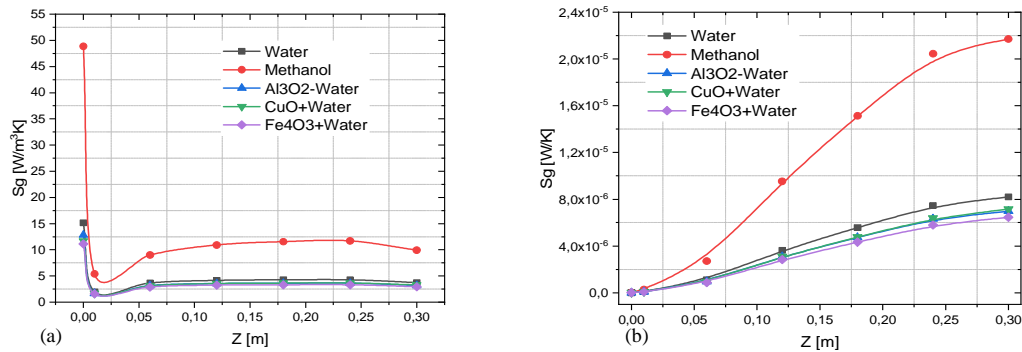 55
50
45
40
35
30
25
20
15
10
5
0
Sg [W/m³K]
Water
Methanol
Al3O2-Water
CuO+Water
Fe4O3+Water
0,00 0,05 0,10 0,15 0,20 0,25 0,30
Z [m]
(a)
2,4x10⁻⁵
2,0x10⁻⁵
1,6x10⁻⁵
1,2x10⁻⁵
8,0x10⁻⁶
4,0x10⁻⁶
0,0
Sg [W/K]
Water
Methanol
Al3O2-Water
CuO+Water
Fe4O3+Water
0,00 0,05 0,10 0,15 0,20 0,25 0,30
Z [m]
(b)